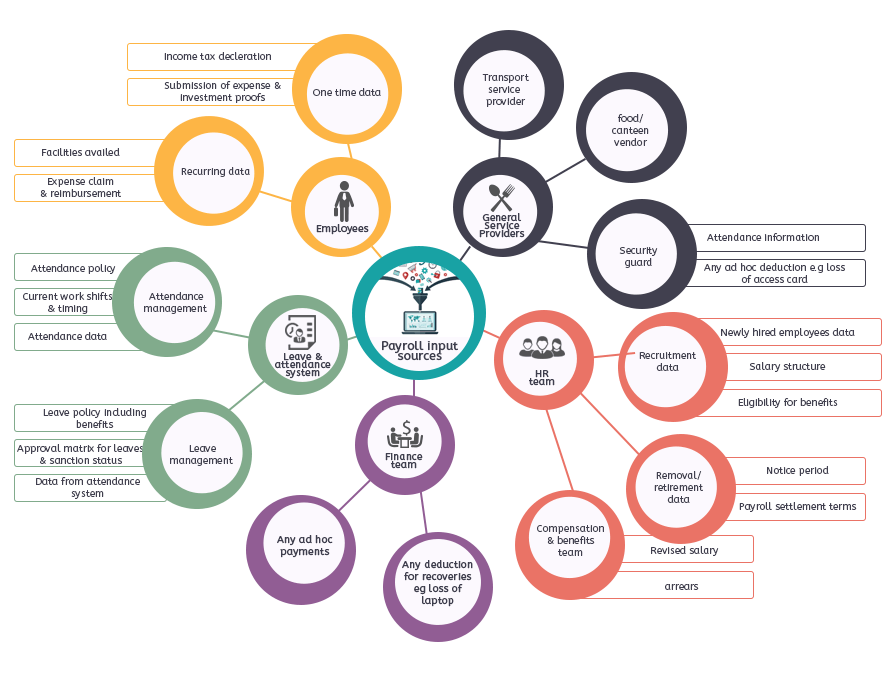 Income tax decleration
Submission of expense &
investment proofs
One time data
Facilities availed
Expense claim
& reimbursement
Recurring data
Employees
Transport
service
provider
food/
canteen
vendor
General
Service
Providers
Security
guard
Attendance information
Any ad hoc deduction e.g loss
of access card
Attendance policy
Current work shifts
& timing
Attendance data
Attendance
management
Leave &
attendance
system
Payroll input
sources
HR
team
Recruitment
data
Newly hired employees data
Salary structure
Eligibility for benefits
Leave policy including
benefits
Approval matrix for leaves
& sanction status
Data from attendance
system
Leave
management
Finance
team
Any ad hoc
payments
Any deduction
for recoveries
eg loss of
laptop
Removal/
retirement
data
Notice period
Payroll settlement terms
Compensation
& benefits
team
Revised salary
arrears